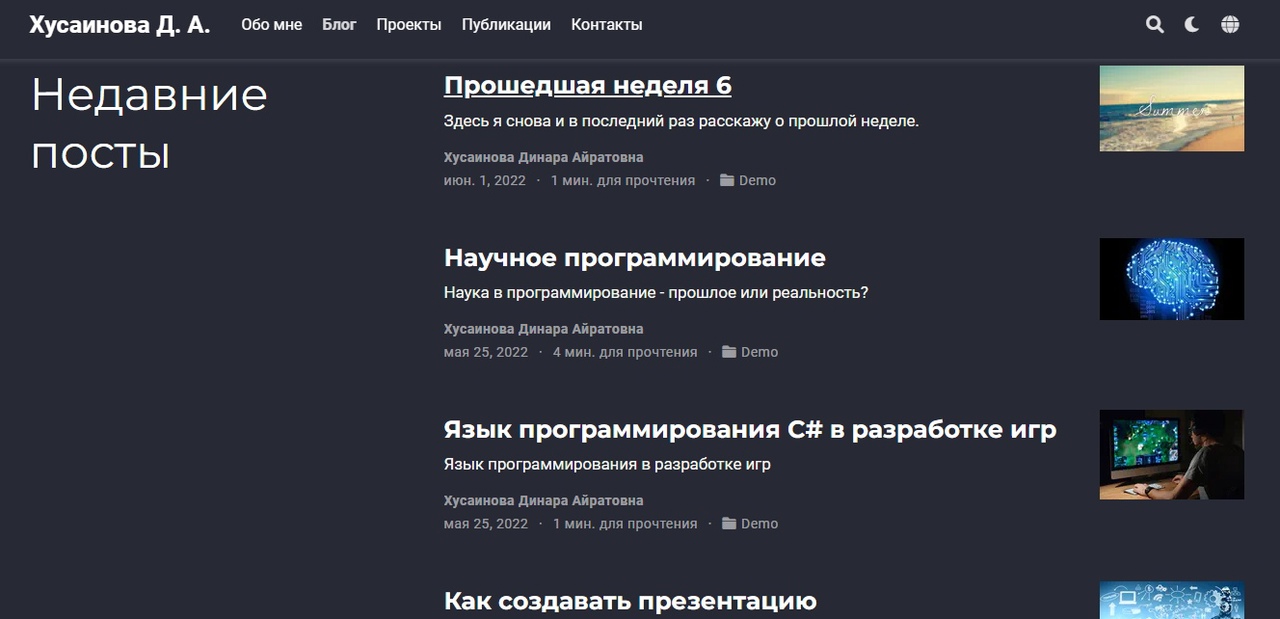 Хусаинова Д. А. Обо мне Блог Проекты Публикации Контакты
Недавние
посты
Прошедшая неделя 6
Здесь я снова и в последний раз расскажу о прошлой неделе.
Хусаинова Динара Айратовна
июн. 1, 2022 · 1 мин. для прочтения · Demo
Summer
Научное программирование
Наука в программирование - прошлое или реальность?
Хусаинова Динара Айратовна
мая 25, 2022 · 4 мин. для прочтения · Demo
Язык программирования C# в разработке игр
Язык программирования в разработке игр
Хусаинова Динара Айратовна
мая 25, 2022 · 1 мин. для прочтения · Demo
Как создавать презентацию